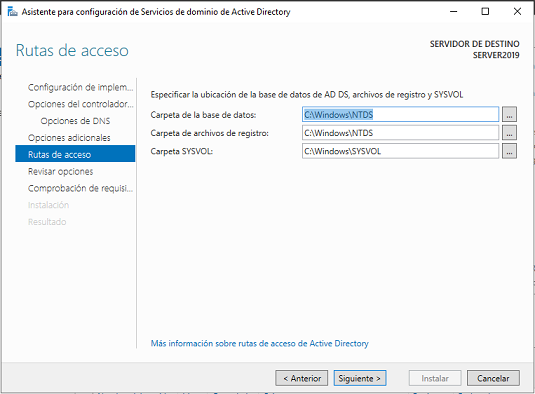 Asistente para configuración de Servicios de dominio de Active Directory
Rutas de acceso
SERVIDOR DE DESTINO
SERVER2019
Configuración de implem...
Opciones del controlador...
Opciones de DNS
Opciones adicionales
Rutas de acceso
Revisar opciones
Comprobación de requisi...
Instalación
Resultado
Especificar la ubicación de la base de datos de AD DS, archivos de registro y SYSVOL
Carpeta de la base de datos: C:\Windows\NTDS ...
Carpeta de archivos de registro: C:\Windows\NTDS ...
Carpeta SYSVOL: C:\Windows\SYSVOL ...
Más información sobre rutas de acceso de Active Directory
< Anterior Siguiente > Instalar Cancelar